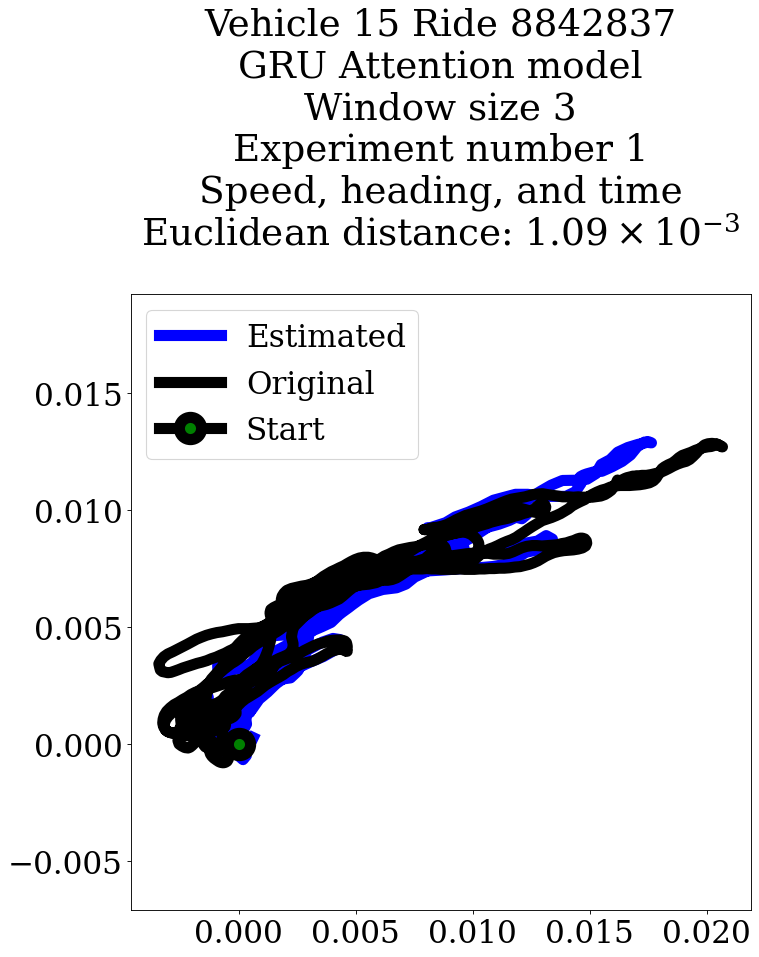 Vehicle 15 Ride 8842837
GRU Attention model
Window size 3
Experiment number 1
Speed, heading, and time
Euclidean distance: 1.09 × 10⁻³
Estimated
Original
Start
0.015
0.010
0.005
0.000
−0.005
0.000 0.005 0.010 0.015 0.020